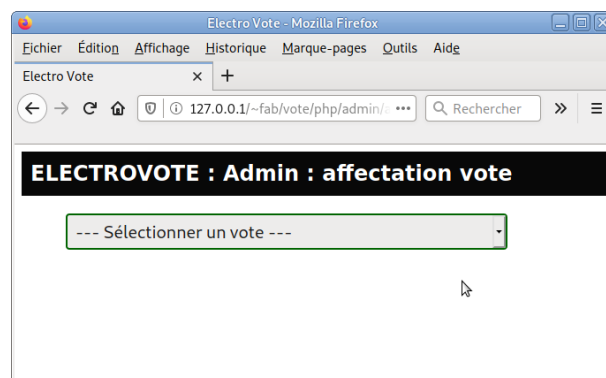 Electro Vote - Mozilla Firefox
Eichier Édition Affichage Historique Marque-pages Outils Aide
Electro Vote × +
127.0.0.1/~fab/vote/php/admin/ ••• Rechercher
ELECTROVOTE : Admin : affectation vote
--- Sélectionner un vote ---